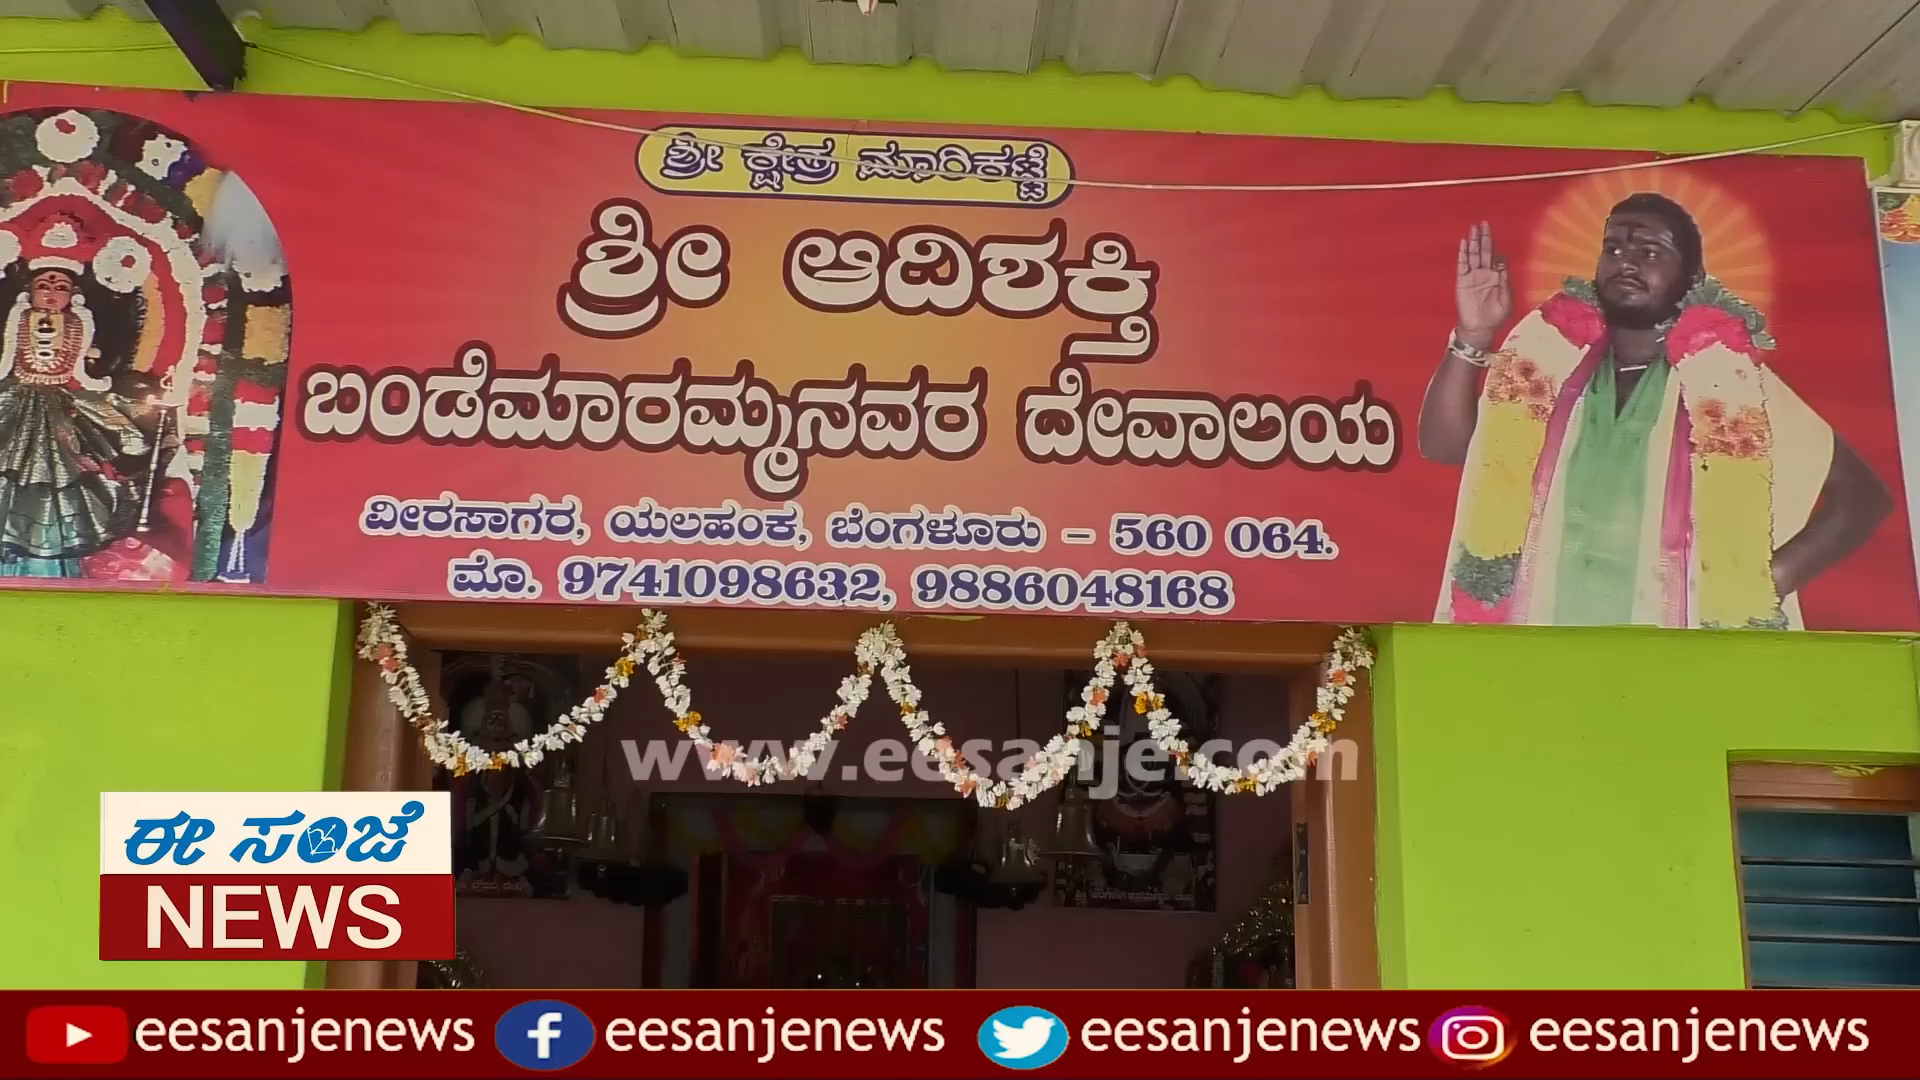 ಶ್ರೀ ಕ್ಷೇತ್ರ ಮಾರಿಕಟ್ಟೆ
ಶ್ರೀ ಆದಿಶಕ್ತಿ
ಬಂಡೆಮಾರಮ್ಮನವರ ದೇವಾಲಯ
ವೀರಸಾಗರ, ಯಲಹಂಕ, ಬೆಂಗಳೂರು – 560 064.
ಮೊ. 9741098632, 9886048168
www.eesanje.com
ಈ ಸಂಜೆ
NEWS
eesanjenews eesanjenews eesanjenews eesanjenews